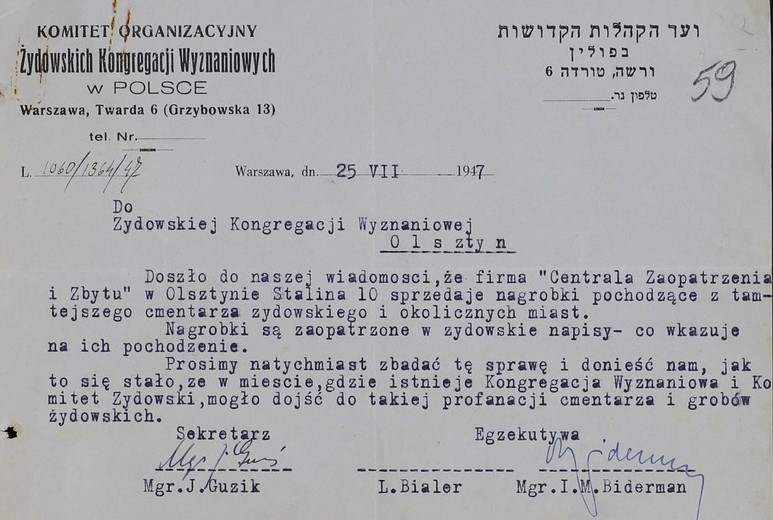 KOMITET ORGANIZACYJNY
Żydowskich Kongregacji Wyznaniowych
W POLSCE
Warszawa, Twarda 6 (Grzybowska 13)
tel. Nr.
ועד הקהלות הקדושות
בפולין
ורשה, טורדה 6
טלפון נר.
59
L. 1060/1364/47
Warszawa, dn. 25 VII 1947
Do
Zydowskiej Kongregacji Wyznaniowej
Olsztyn
Doszło do naszej wiadomosci,że firma "Centrala Zaopatrzenia
i Zbytu" w Olsztynie Stalina 10 sprzedaje nagrobki pochodzące z tam-
tejszego cmentarza zydowskiego i okolicznych miast.
Nagrobki są zaopatrzone w zydowskie napisy- co wkazuje
na ich pochodzenie.
Prosimy natychmiast zbadać tę sprawę i donieść nam, jak
to się stało,ze w miescie,gdzie istnieje Kongregacja Wyznaniowa i Ko
mitet Zydowski,mogło dojść do takiej profanacji cmentarza i grobów
żydowskich.
Sekretarz
Egzekutywa
Mgr J. Guzik
Biderman
Mgr.J.Guzik
L.Bialer
Mgr.I.M.Biderman